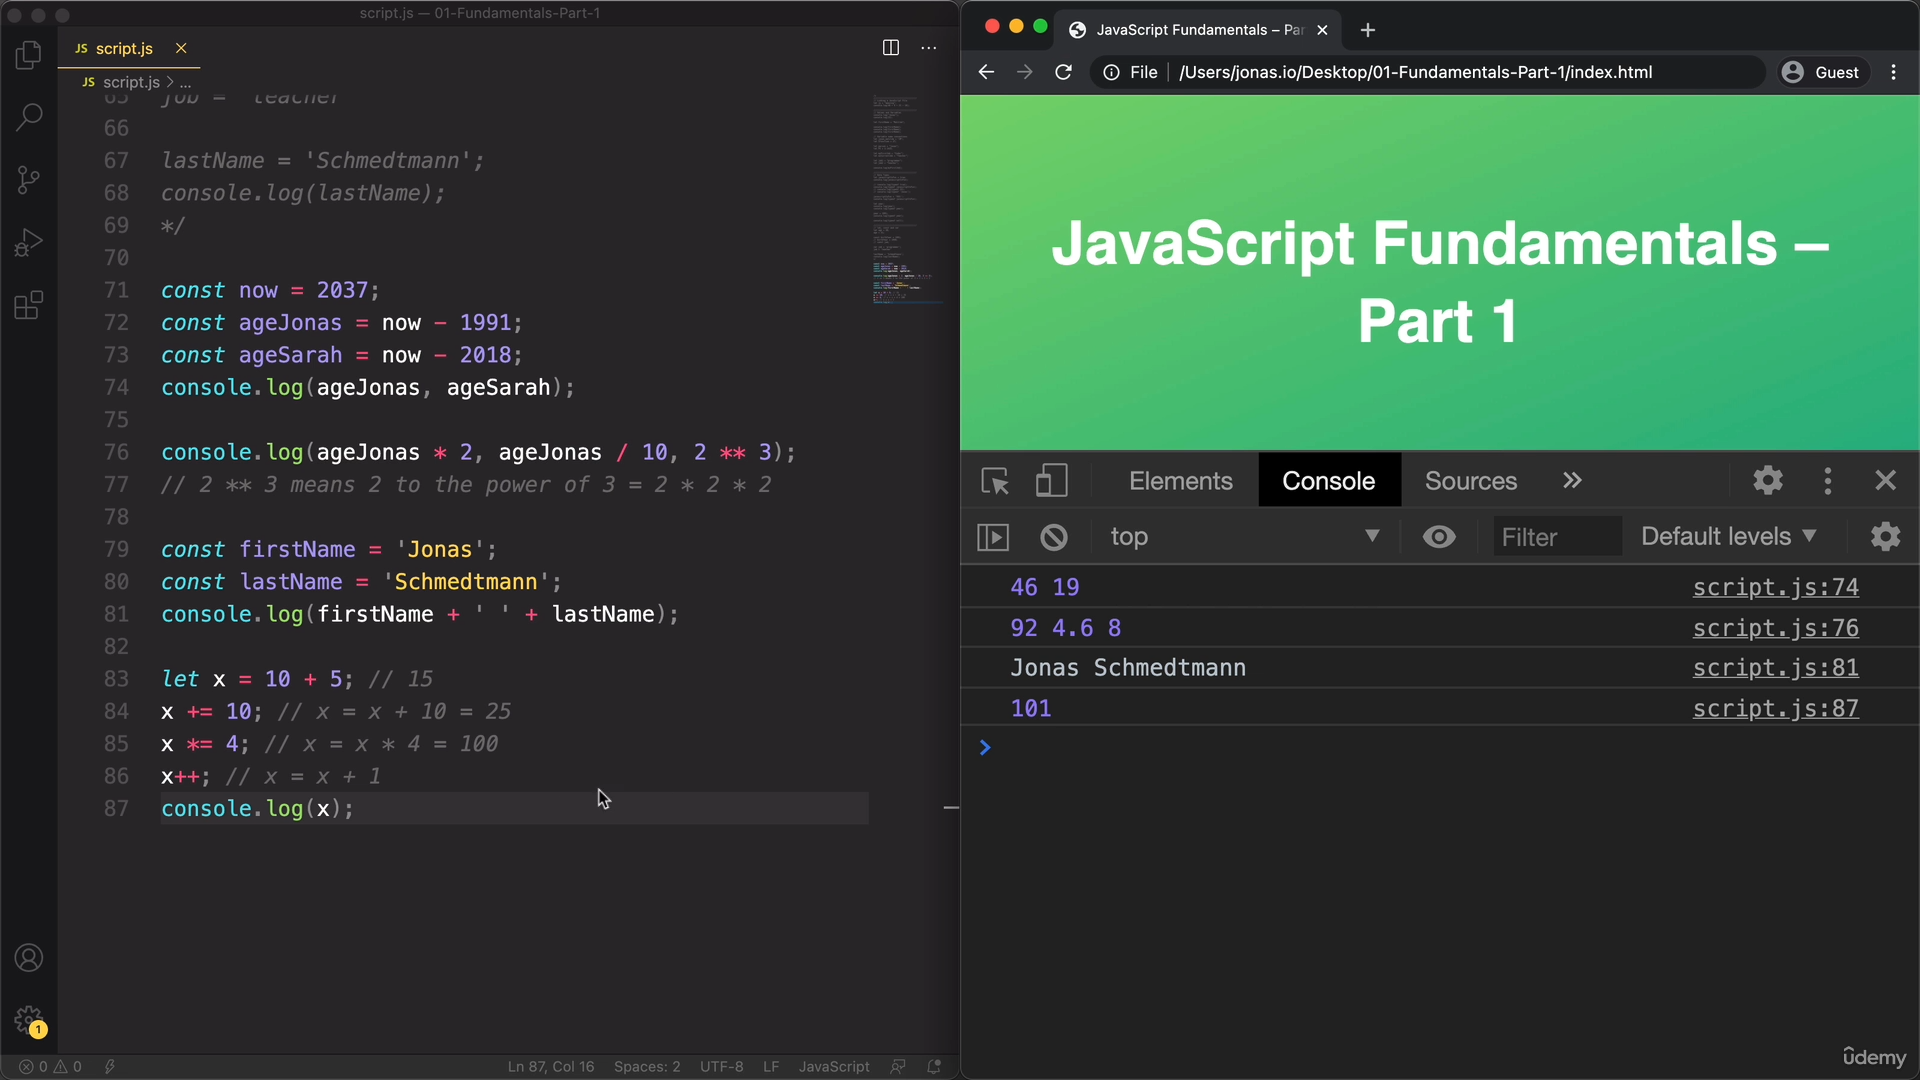 script.js — 01-Fundamentals-Part-1
JS script.js
JS script.js > ...
65 job = 'teacher'
66
67 lastName = 'Schmedtmann';
68 console.log(lastName);
69 */
70
71 const now = 2037;
72 const ageJonas = now - 1991;
73 const ageSarah = now - 2018;
74 console.log(ageJonas, ageSarah);
75
76 console.log(ageJonas * 2, ageJonas / 10, 2 ** 3);
77 // 2 ** 3 means 2 to the power of 3 = 2 * 2 * 2
78
79 const firstName = 'Jonas';
80 const lastName = 'Schmedtmann';
81 console.log(firstName + ' ' + lastName);
82
83 let x = 10 + 5; // 15
84 x += 10; // x = x + 10 = 25
85 x *= 4; // x = x * 4 = 100
86 x++; // x = x + 1
87 console.log(x);
1
0 0 Ln 87, Col 16 Spaces: 2 UTF-8 LF JavaScript
JavaScript Fundamentals – Par
File | /Users/jonas.io/Desktop/01-Fundamentals-Part-1/index.html Guest
JavaScript Fundamentals –
Part 1
Elements Console Sources »
top Filter Default levels
46 19 script.js:74
92 4.6 8 script.js:76
Jonas Schmedtmann script.js:81
101 script.js:87
>
ûdemy